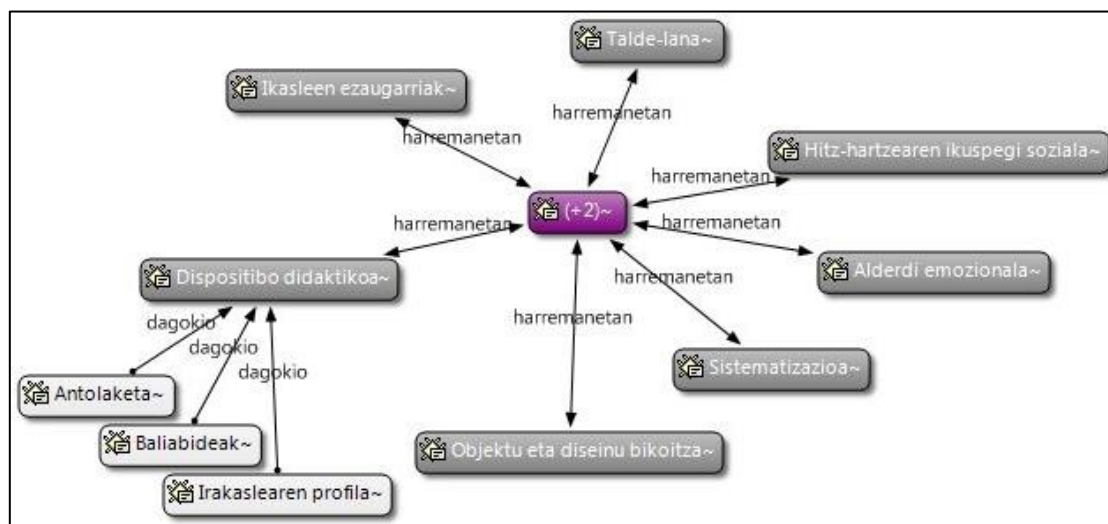 Talde-lana~
Ikasleen ezaugarriak~
harremanetan
harremanetan
Hitz-hartzearen ikuspegi soziala~
harremanetan
(+2)~
harremanetan
harremanetan
Dispositibo didaktikoa~
Alderdi emozionala~
harremanetan
harremanetan
dagokio
dagokio
dagokio
Sistematizazioa~
Antolaketa~
Baliabideak~
Objektu eta diseinu bikoitza~
Irakaslearen profila~